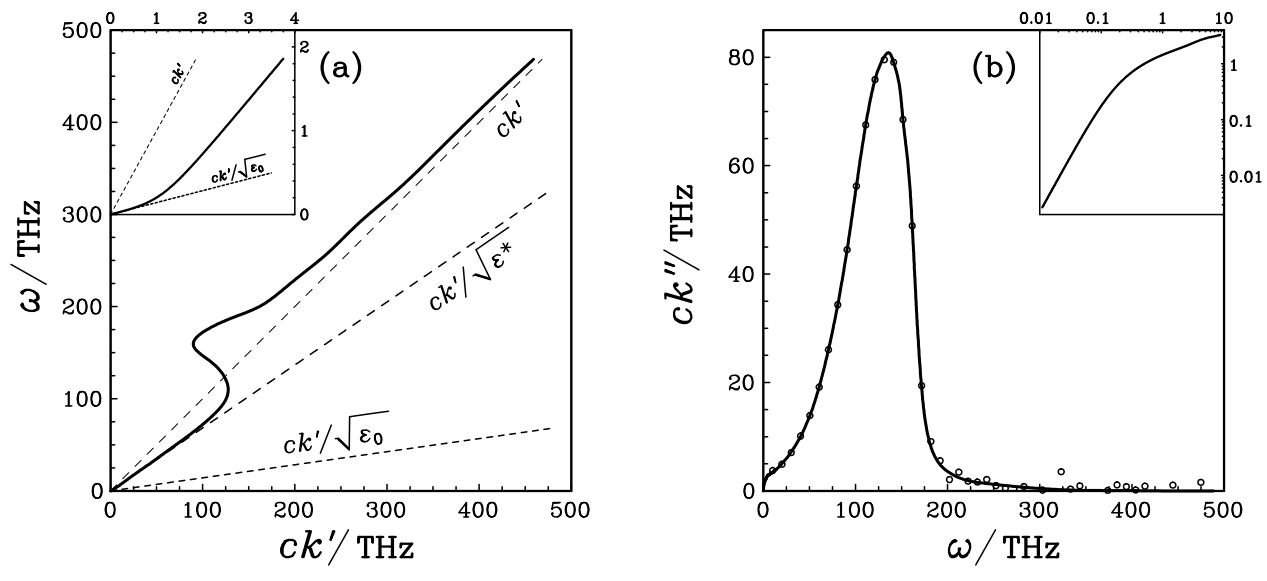 0 1 2 3 4
500
400
300
200
100
0
2
1
0
(a)
ck′
ck′/√ε0
ck′
ck′/√ε*
ck′/√ε0
0 100 200 300 400 500
ω/THz
ck′/THz
0.01 0.1 1 10
80
60
40
20
0
1
0.1
0.01
(b)
0 100 200 300 400 500
ck″/THz
ω/THz